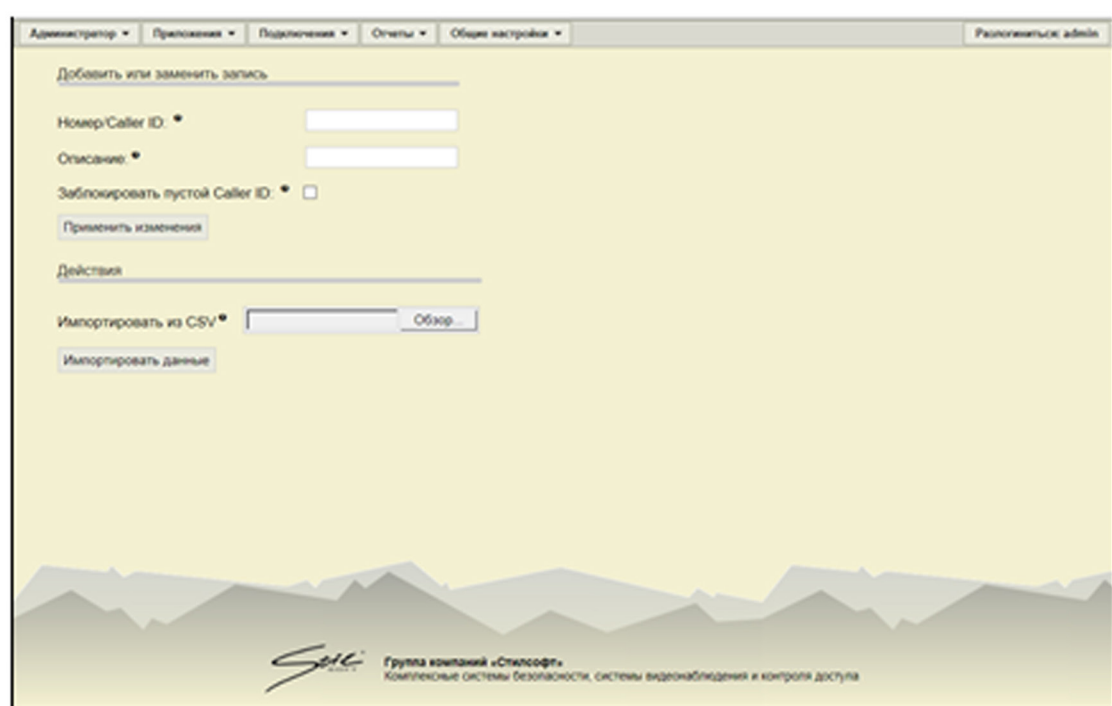 Администратор Приложения Подключения Отчеты Общие настройки Разлогиниться: admin
Добавить или заменить запись
Номер/Caller ID:
Описание:
Заблокировать пустой Caller ID:
Применить изменения
Действия
Импортировать из CSV Обзор...
Импортировать данные
Группа компаний «Стилсофт»
Комплексные системы безопасности, системы видеонаблюдения и контроля доступа